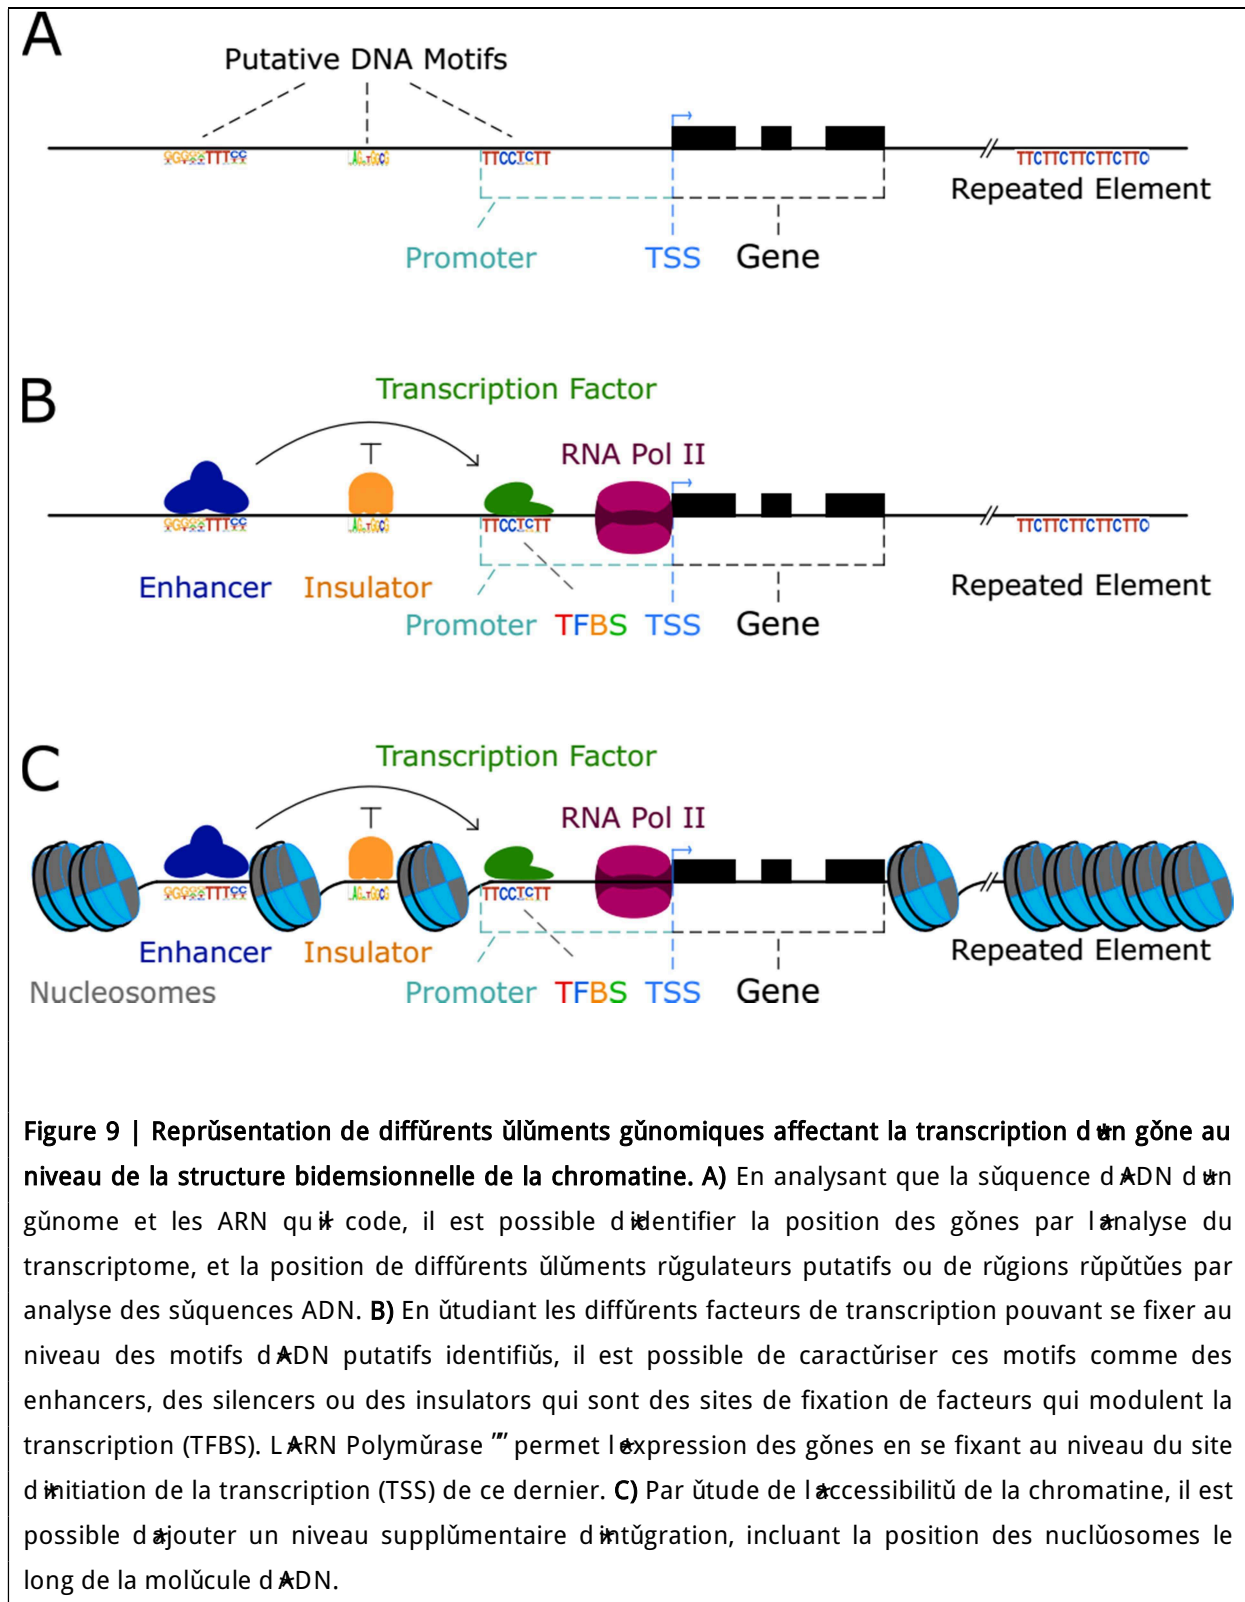 A
Putative DNA Motifs
TTCCTCTT
TTCTTCTTCTTCTTC
Repeated Element
Promoter
TSS
Gene
B
Transcription Factor
RNA Pol II
TTCCTCTT
TTCTTCTTCTTCTTC
Enhancer
Insulator
Repeated Element
Promoter
TFBS
TSS
Gene
C
Transcription Factor
RNA Pol II
TTCCTCTT
Enhancer
Insulator
Repeated Element
Nucleosomes
Promoter
TFBS
TSS
Gene
Figure 9 | Reprŭsentation de diffŭrents ŭlŭments gŭnomiques affectant la transcription d*un gŏne au
niveau de la structure bidemsionnelle de la chromatine. A) En analysant que la sŭquence d*ADN d*un
gŭnome et les ARN qu*il code, il est possible d*identifier la position des gŏnes par l*analyse du
transcriptome, et la position de diffŭrents ŭlŭments rŭgulateurs putatifs ou de rŭgions rŭpŭtŭes par
analyse des sŭquences ADN. B) En ŭtudiant les diffŭrents facteurs de transcription pouvant se fixer au
niveau des motifs d*ADN putatifs identifiŭs, il est possible de caractŭriser ces motifs comme des
enhancers, des silencers ou des insulators qui sont des sites de fixation de facteurs qui modulent la
transcription (TFBS). L*ARN Polymŭrase ‴ permet l*expression des gŏnes en se fixant au niveau du site
d*initiation de la transcription (TSS) de ce dernier. C) Par ŭtude de l*accessibilitŭ de la chromatine, il est
possible d*ajouter un niveau supplŭmentaire d*intŭgration, incluant la position des nuclŭosomes le
long de la molŭcule d*ADN.